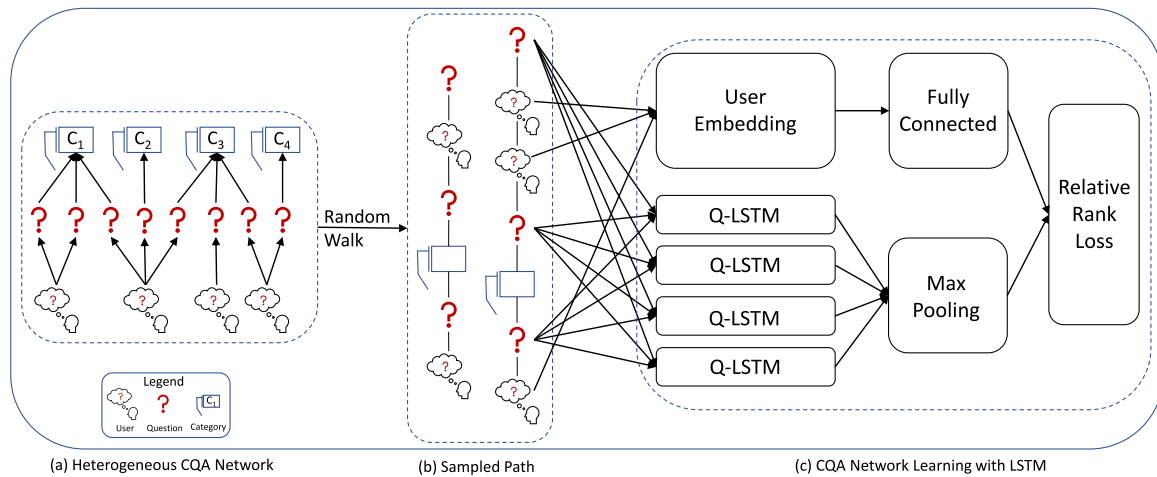 C1
C2
C3
C4
?
?
?
?
?
?
?
?
?
?
?
?
Legend
?
?
C1
User
Question
Category
(a) Heterogeneous CQA Network
Random
Walk
?
?
?
?
?
?
?
?
?
?
?
(b) Sampled Path
User
Embedding
Fully
Connected
Q-LSTM
Q-LSTM
Q-LSTM
Q-LSTM
Max
Pooling
Relative
Rank
Loss
(c) CQA Network Learning with LSTM